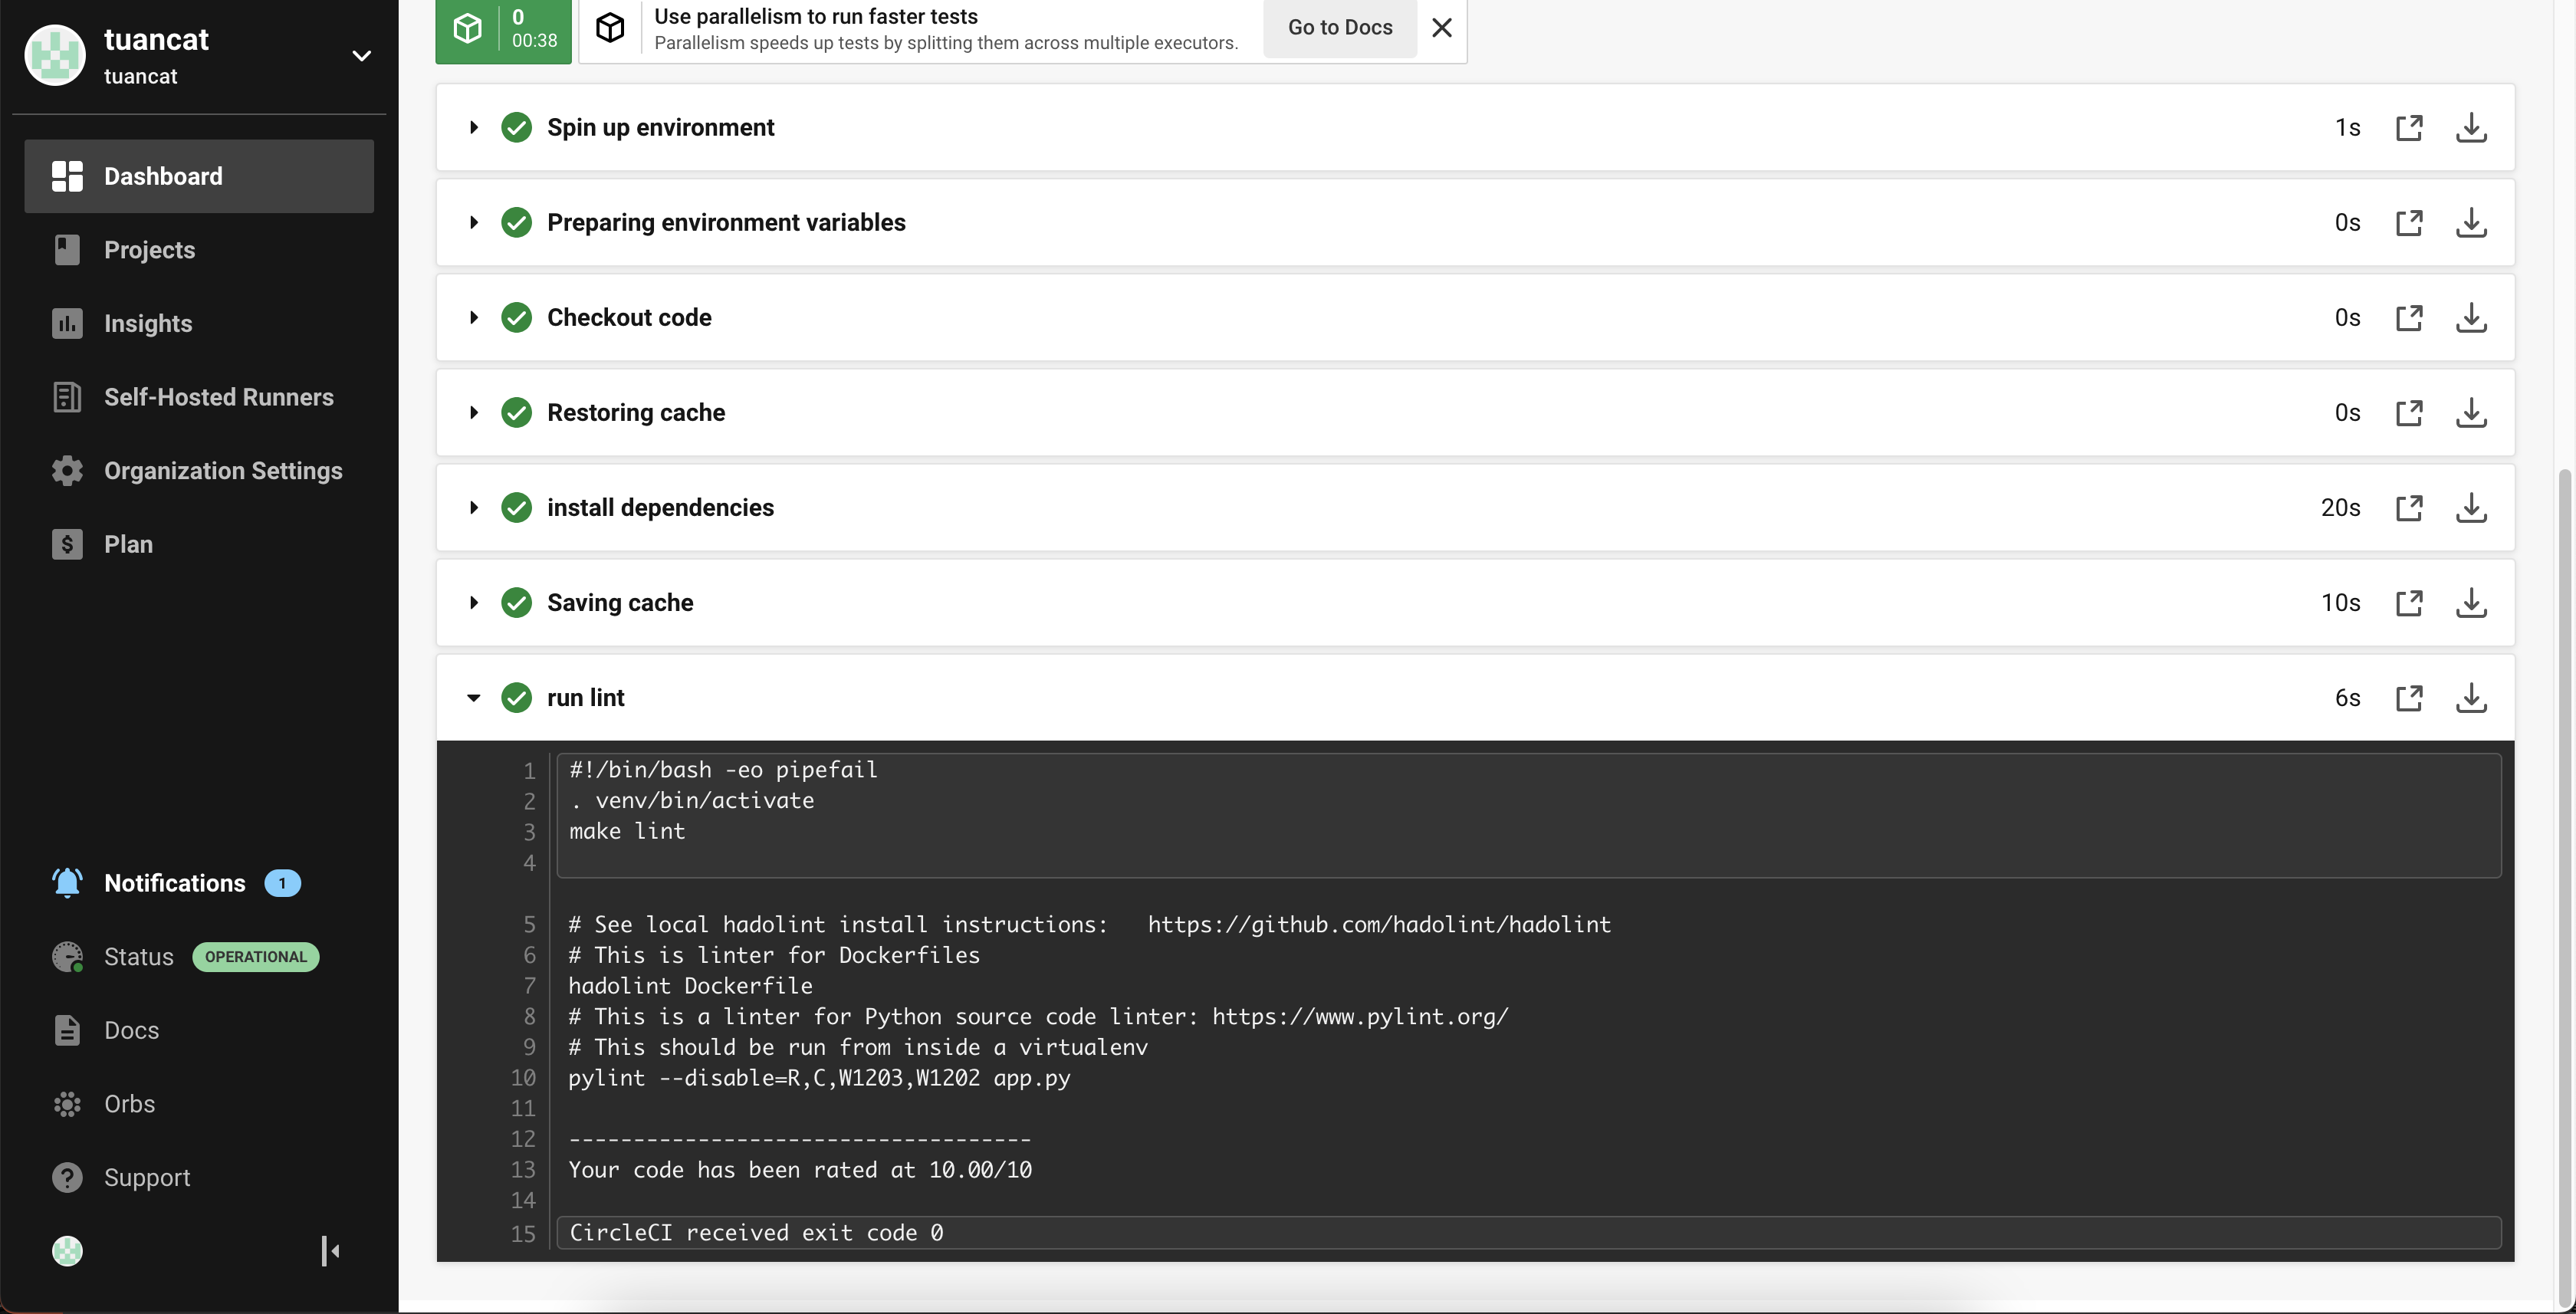 tuancat
tuancat
Dashboard
Projects
Insights
Self-Hosted Runners
Organization Settings
Plan
Notifications 1
Status OPERATIONAL
Docs
Orbs
Support
0
00:38
Use parallelism to run faster tests
Parallelism speeds up tests by splitting them across multiple executors.
Go to Docs
Spin up environment 1s
Preparing environment variables 0s
Checkout code 0s
Restoring cache 0s
install dependencies 20s
Saving cache 10s
run lint 6s
1 #!/bin/bash -eo pipefail
2 . venv/bin/activate
3 make lint
4
5 # See local hadolint install instructions:   https://github.com/hadolint/hadolint
6 # This is linter for Dockerfiles
7 hadolint Dockerfile
8 # This is a linter for Python source code linter: https://www.pylint.org/
9 # This should be run from inside a virtualenv
10 pylint --disable=R,C,W1203,W1202 app.py
11
12 ------------------------------------
13 Your code has been rated at 10.00/10
14
15 CircleCI received exit code 0